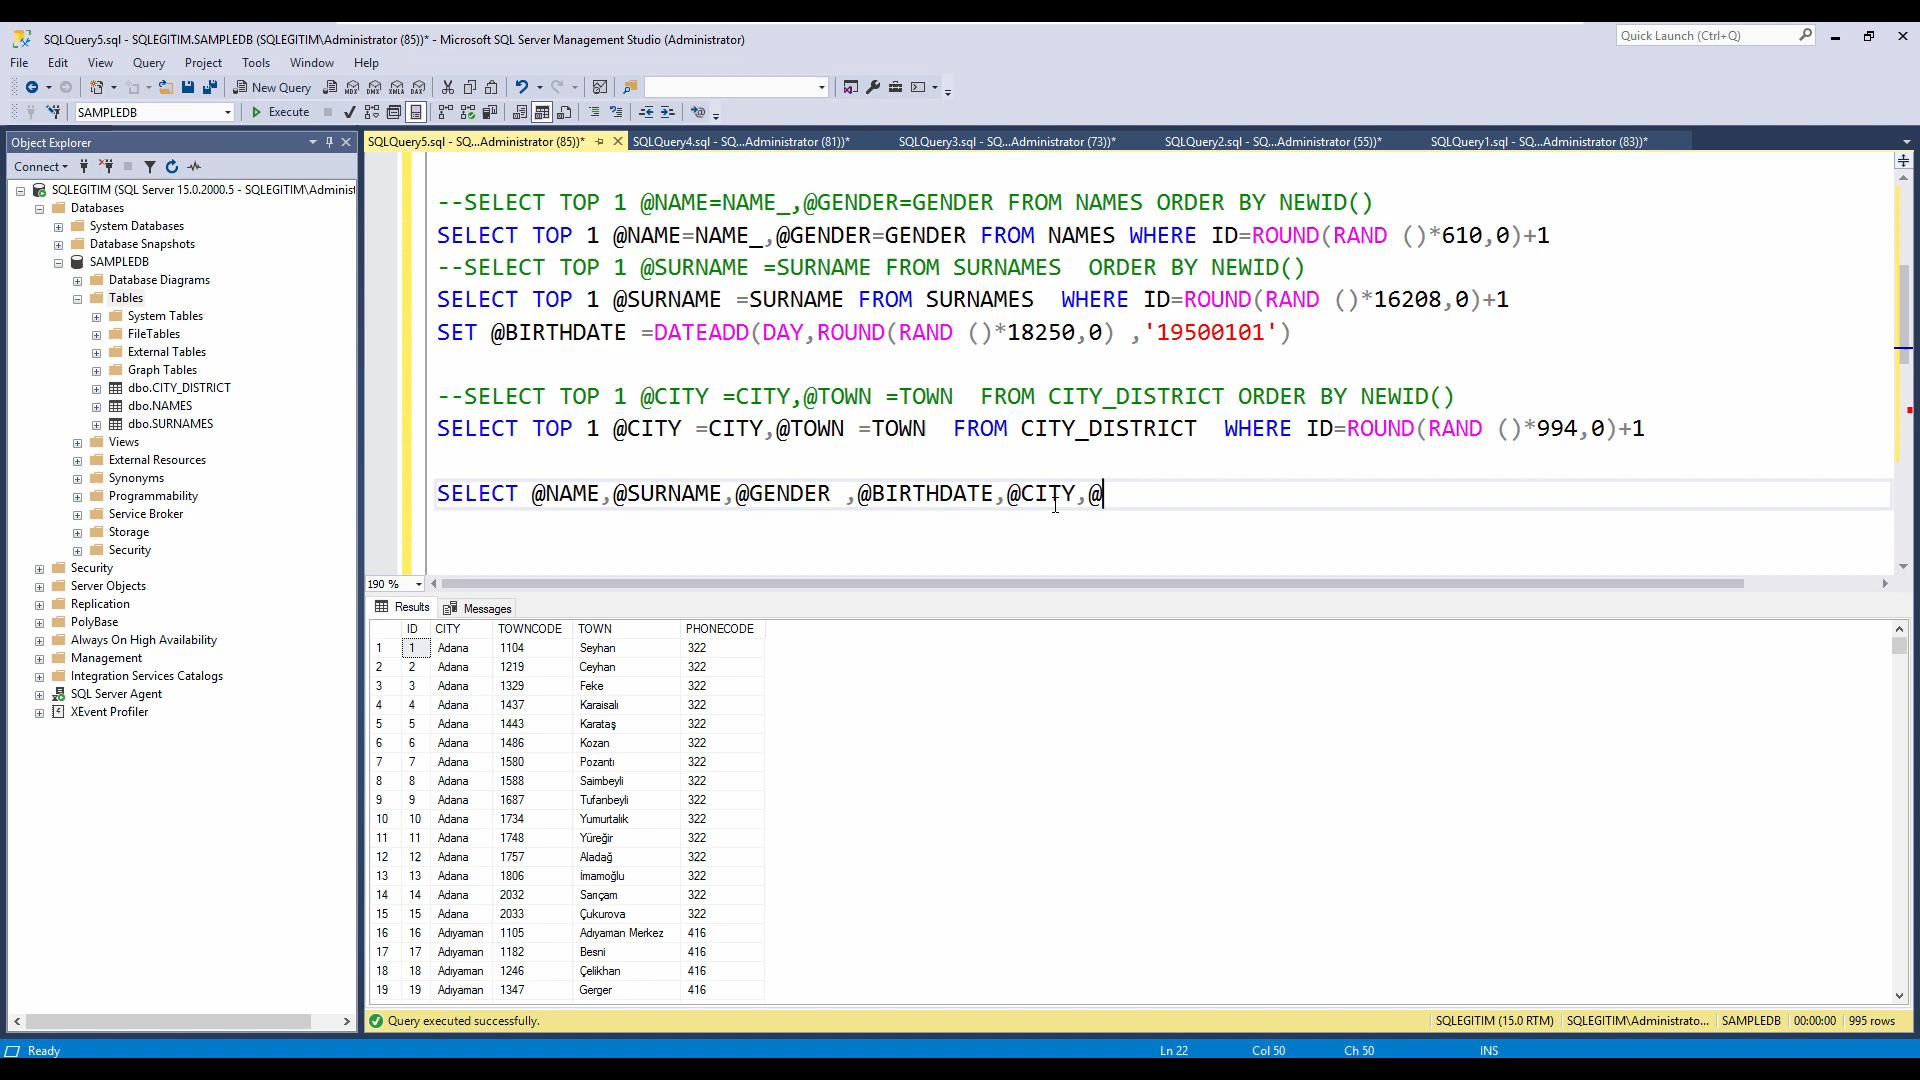 SQLQuery5.sql - SQLEGITIM.SAMPLEDB (SQLEGITIM\Administrator (85))* - Microsoft SQL Server Management Studio (Administrator)
Quick Launch (Ctrl+Q)
File Edit View Query Project Tools Window Help
New Query
SAMPLEDB
Execute
Object Explorer
Connect
SQLEGITIM (SQL Server 15.0.2000.5 - SQLEGITIM\Administ
Databases
System Databases
Database Snapshots
SAMPLEDB
Database Diagrams
Tables
System Tables
FileTables
External Tables
Graph Tables
dbo.CITY_DISTRICT
dbo.NAMES
dbo.SURNAMES
Views
External Resources
Synonyms
Programmability
Service Broker
Storage
Security
Security
Server Objects
Replication
PolyBase
Always On High Availability
Management
Integration Services Catalogs
SQL Server Agent
XEvent Profiler
SQLQuery5.sql - SQ...Administrator (85))* SQLQuery4.sql - SQ...Administrator (81))* SQLQuery3.sql - SQ...Administrator (73))* SQLQuery2.sql - SQ...Administrator (55))* SQLQuery1.sql - SQ...Administrator (83))*
--SELECT TOP 1 @NAME=NAME_,@GENDER=GENDER FROM NAMES ORDER BY NEWID()
SELECT TOP 1 @NAME=NAME_,@GENDER=GENDER FROM NAMES WHERE ID=ROUND(RAND ()*610,0)+1
--SELECT TOP 1 @SURNAME =SURNAME FROM SURNAMES  ORDER BY NEWID()
SELECT TOP 1 @SURNAME =SURNAME FROM SURNAMES  WHERE ID=ROUND(RAND ()*16208,0)+1
SET @BIRTHDATE =DATEADD(DAY,ROUND(RAND ()*18250,0) ,'19500101')
--SELECT TOP 1 @CITY =CITY,@TOWN =TOWN  FROM CITY_DISTRICT ORDER BY NEWID()
SELECT TOP 1 @CITY =CITY,@TOWN =TOWN  FROM CITY_DISTRICT  WHERE ID=ROUND(RAND ()*994,0)+1
SELECT @NAME,@SURNAME,@GENDER ,@BIRTHDATE,@CITY,@
190 %
Results Messages
ID CITY TOWNCODE TOWN PHONECODE
1 1 Adana 1104 Seyhan 322
2 2 Adana 1219 Ceyhan 322
3 3 Adana 1329 Feke 322
4 4 Adana 1437 Karaisalı 322
5 5 Adana 1443 Karataş 322
6 6 Adana 1486 Kozan 322
7 7 Adana 1580 Pozantı 322
8 8 Adana 1588 Saimbeyli 322
9 9 Adana 1687 Tufanbeyli 322
10 10 Adana 1734 Yumurtalık 322
11 11 Adana 1748 Yüreğir 322
12 12 Adana 1757 Aladağ 322
13 13 Adana 1806 İmamoğlu 322
14 14 Adana 2032 Sarıçam 322
15 15 Adana 2033 Çukurova 322
16 16 Adıyaman 1105 Adıyaman Merkez 416
17 17 Adıyaman 1182 Besni 416
18 18 Adıyaman 1246 Çelikhan 416
19 19 Adıyaman 1347 Gerger 416
Query executed successfully. SQLEGITIM (15.0 RTM) SQLEGITIM\Administrato... SAMPLEDB 00:00:00 995 rows
Ready Ln 22 Col 50 Ch 50 INS